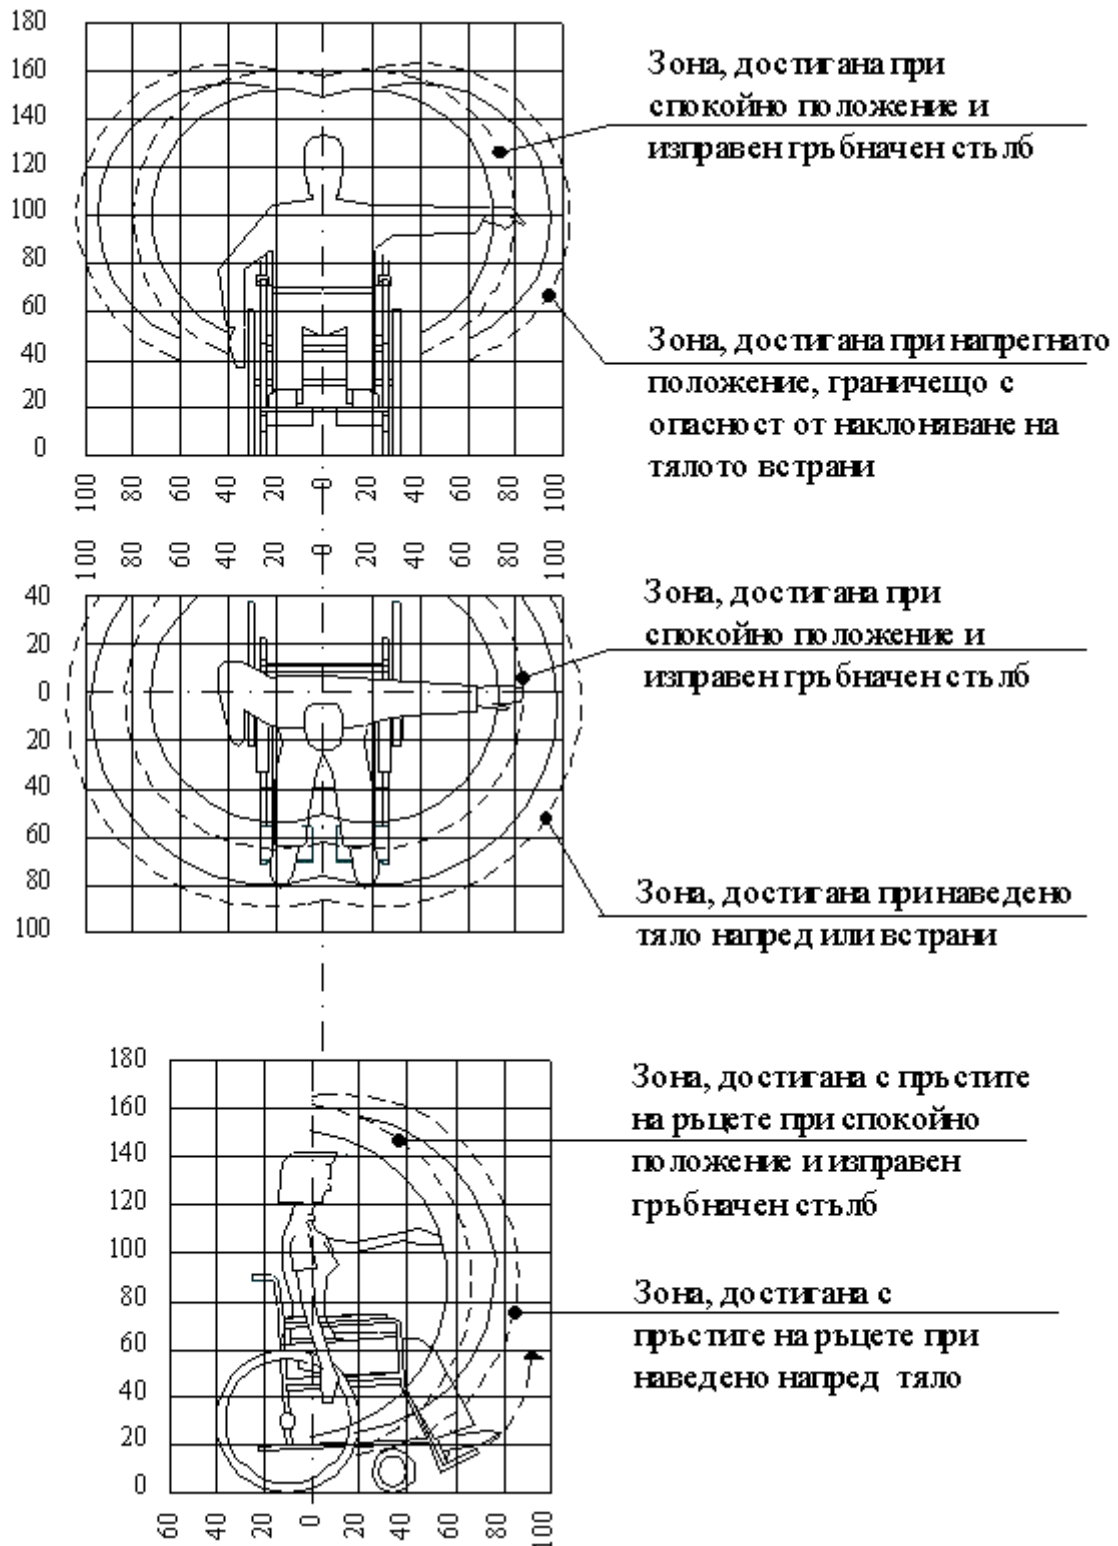 180
160
140
120
100
80
60
40
20
0
100 80 60 40 20 0 20 40 60 80 100
Зона, достигана при
спокойно положение и
изправен гръбначен стълб
Зона, достигана при напрегнато
положение, граничещо с
опасност от наклоняване на
тялото встрани
100 80 60 40 20 0 20 40 60 80 100
40
20
0
20
40
60
80
100
Зона, достигана при
спокойно положение и
изправен гръбначен стълб
Зона, достигана при наведено
тяло напред или встрани
180
160
140
120
100
80
60
40
20
0
60 40 20 0 20 40 60 80 100
Зона, достигана с пръстите
на ръцете при спокойно
положение и изправен
гръбначен стълб
Зона, достигана с
пръстите на ръцете при
наведено напред тяло